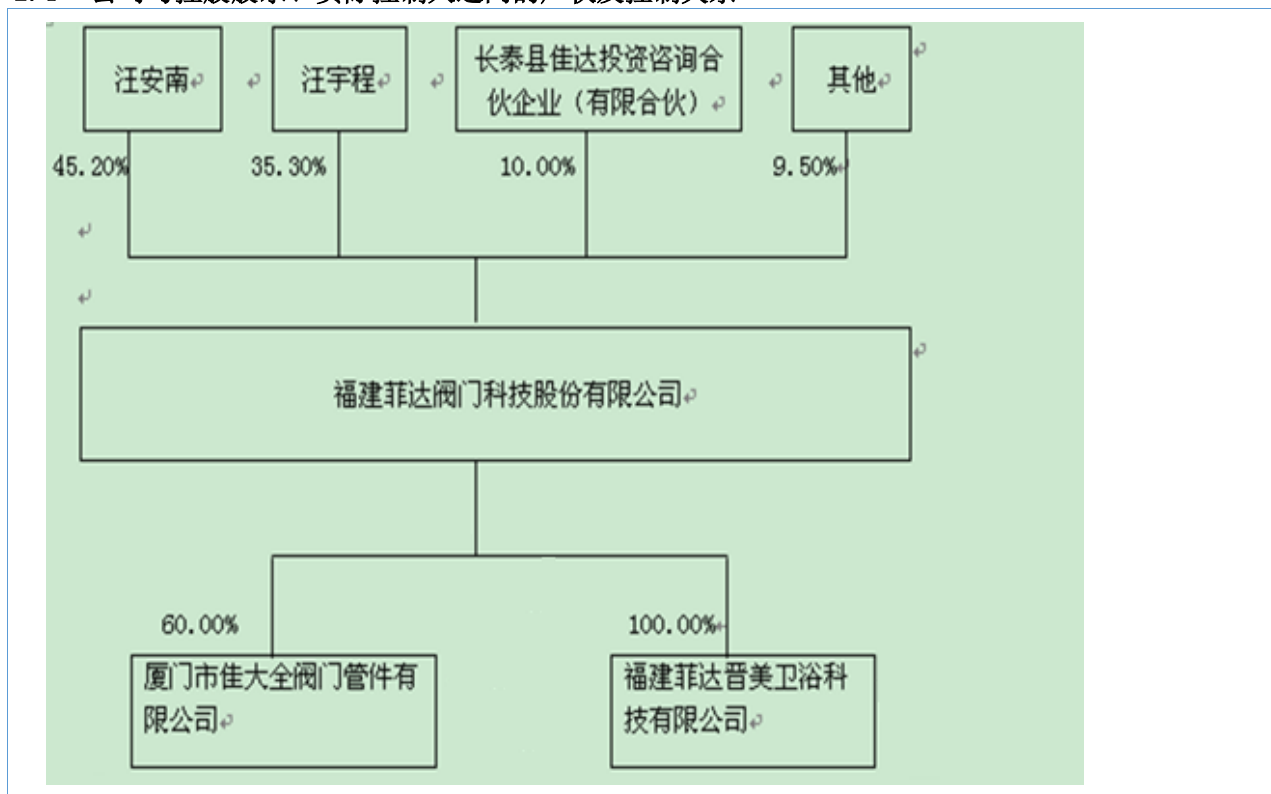 汪安南
汪宇程
长泰县佳达投资咨询合
伙企业（有限合伙）
其他
45.20%
35.30%
10.00%
9.50%
福建菲达阀门科技股份有限公司
60.00%
100.00%
厦门市佳大全阀门管件有
限公司
福建菲达晋美卫浴科
技有限公司